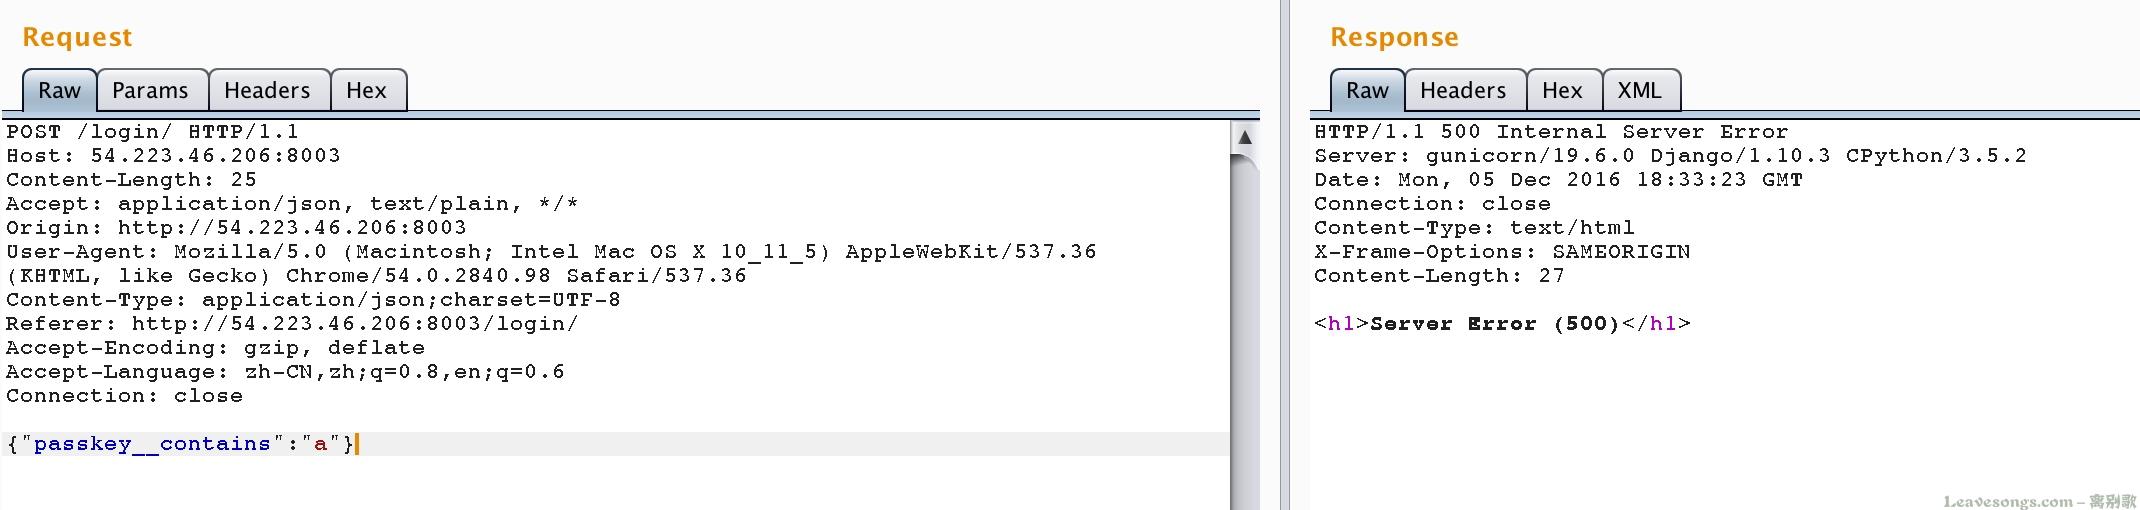 Request
Raw Params Headers Hex
POST /login/ HTTP/1.1
Host: 54.223.46.206:8003
Content-Length: 25
Accept: application/json, text/plain, */*
Origin: http://54.223.46.206:8003
User-Agent: Mozilla/5.0 (Macintosh; Intel Mac OS X 10_11_5) AppleWebKit/537.36
(KHTML, like Gecko) Chrome/54.0.2840.98 Safari/537.36
Content-Type: application/json;charset=UTF-8
Referer: http://54.223.46.206:8003/login/
Accept-Encoding: gzip, deflate
Accept-Language: zh-CN,zh;q=0.8,en;q=0.6
Connection: close
{"passkey__contains":"a"}
Response
Raw Headers Hex XML
HTTP/1.1 500 Internal Server Error
Server: gunicorn/19.6.0 Django/1.10.3 CPython/3.5.2
Date: Mon, 05 Dec 2016 18:33:23 GMT
Connection: close
Content-Type: text/html
X-Frame-Options: SAMEORIGIN
Content-Length: 27
<h1>Server Error (500)</h1>
Leavesongs.com - 离别歌